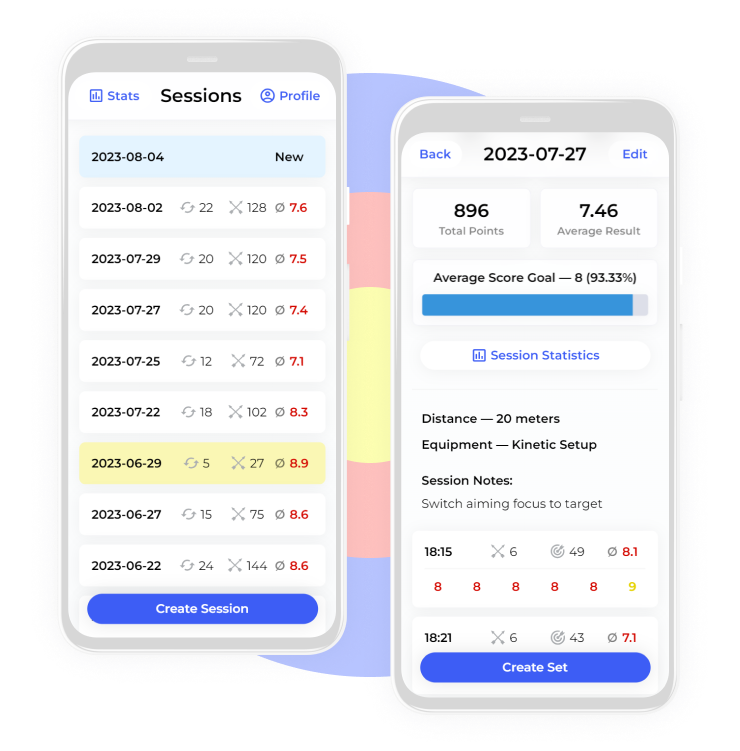 Stats Sessions Profile
2023-08-04 New
2023-08-02 22 128 Ø 7.6
2023-07-29 20 120 Ø 7.5
2023-07-27 20 120 Ø 7.4
2023-07-25 12 72 Ø 7.1
2023-07-22 18 102 Ø 8.3
2023-06-29 5 27 Ø 8.9
2023-06-27 15 75 Ø 8.6
2023-06-22 24 144 Ø 8.6
Create Session
Back 2023-07-27 Edit
896 7.46
Total Points Average Result
Average Score Goal — 8 (93.33%)
Session Statistics
Distance — 20 meters
Equipment — Kinetic Setup
Session Notes:
Switch aiming focus to target
18:15 6 49 Ø 8.1
8 8 8 8 8 9
18:21 6 43 Ø 7.1
Create Set